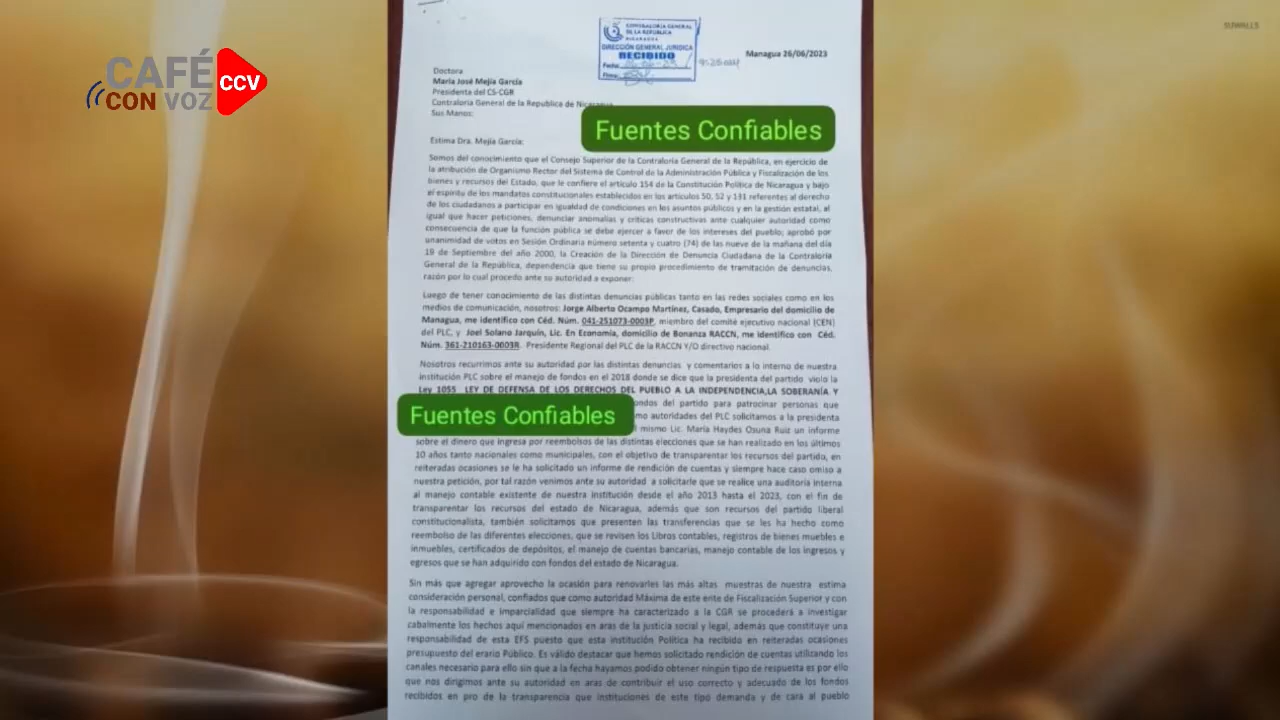 SUWALLS
CAFÉ
CON VOZ
CCV
CONTRALORIA GENERAL
DE LA REPUBLICA
NICARAGUA
DIRECCIÓN GENERAL JURIDICA
RECIBIDO
Fecha
Firma
Managua 26/06/2023
Doctora
María José Mejía García
Presidenta del CS-CGR
Contraloría General de la Republica de Nicaragua
Sus Manos:
Fuentes Confiables
Estima Dra. Mejía García:
Somos del conocimiento que el Consejo Superior de la Contraloría General de la República, en ejercicio de
la atribución de Organismo Rector del Sistema de Control de la Administración Pública y Fiscalización de los
bienes y recursos del Estado, que le confiere el artículo 154 de la Constitución Política de Nicaragua y bajo
el espíritu de los mandatos constitucionales establecidos en los artículos 50, 52 y 131 referentes al derecho
de los ciudadanos a participar en igualdad de condiciones en los asuntos públicos y en la gestión estatal, al
igual que hacer peticiones, denunciar anomalías y críticas constructivas ante cualquier autoridad como
consecuencia de que la función pública se debe ejercer a favor de los intereses del pueblo; aprobó por
unanimidad de votos en Sesión Ordinaria número setenta y cuatro (74) de las nueve de la mañana del día
18 de Septiembre del año 2000, la Creación de la Dirección de Denuncia Ciudadana de la Contraloría
General de la República, dependencia que tiene su propio procedimiento de tramitación de denuncias,
razón por lo cual procedo ante su autoridad a exponer:
Luego de tener conocimiento de las distintas denuncias públicas tanto en las redes sociales como en los
medios de comunicación, nosotros: Jorge Alberto Ocampo Martínez, Casado, Empresario del domicilio de
Managua, me identifico con Céd. Núm. 041-251073-0003P, miembro del comité ejecutivo nacional (CEN)
del PLC, y Joel Solano Jarquín, Lic. En Economía, domicilio de Bonanza RACCN, me identifico con Céd.
Núm. 361-210163-0003R. Presidente Regional del PLC de la RACCN Y/O directivo nacional.
Nosotros recurrimos ante su autoridad por las distintas denuncias y comentarios a lo interno de nuestra
institución PLC sobre el manejo de fondos en el 2018 donde se dice que la presidenta del partido violo la
Ley 1055 LEY DE DEFENSA DE LOS DERECHOS DEL PUEBLO A LA INDEPENDENCIA,LA SOBERANÍA Y
ondos del partido para patrocinar personas que
Fuentes Confiables
mo autoridades del PLC solicitamos a la presidenta
mismo Lic. María Haydes Osuna Ruiz un informe
sobre el dinero que ingresa por reembolsos de las distintas elecciones que se han realizado en los últimos
10 años tanto nacionales como municipales, con el objetivo de transparentar los recursos del partido, en
reiteradas ocasiones se le ha solicitado un informe de rendición de cuentas y siempre hace caso omiso a
nuestra petición, por tal razón venimos ante su autoridad a solicitarle que se realice una auditoria interna
al manejo contable existente de nuestra institución desde el año 2013 hasta el 2023, con el fin de
transparentar los recursos del estado de Nicaragua, además que son recursos del partido liberal
constitucionalista, también solicitamos que presenten las transferencias que se les ha hecho como
reembolso de las diferentes elecciones, que se revisen los Libros contables, registros de bienes muebles e
inmuebles, certificados de depósitos, el manejo de cuentas bancarias, manejo contable de los ingresos y
egresos que se han adquirido con fondos del estado de Nicaragua.
Sin más que agregar aprovecho la ocasión para renovarles las más altas muestras de nuestra estima
consideración personal, confiados que como autoridad Máxima de este ente de Fiscalización Superior y con
la responsabilidad e imparcialidad que siempre ha caracterizado a la CGR se procederá a investigar
cabalmente los hechos aquí mencionados en aras de la justicia social y legal, además que constituye una
responsabilidad de esta EFS puesto que esta institución Política ha recibido en reiteradas ocasiones
presupuesto del erario Público. Es válido destacar que hemos solicitado rendición de cuentas utilizando los
canales necesario para ello sin que a la fecha hayamos podido obtener ningún tipo de respuesta es por ello
que nos dirigimos ante su autoridad en aras de contribuir el uso correcto y adecuado de los fondos
recibidos en pro de la transparencia que instituciones de este tipo demanda y de cara al pueblo